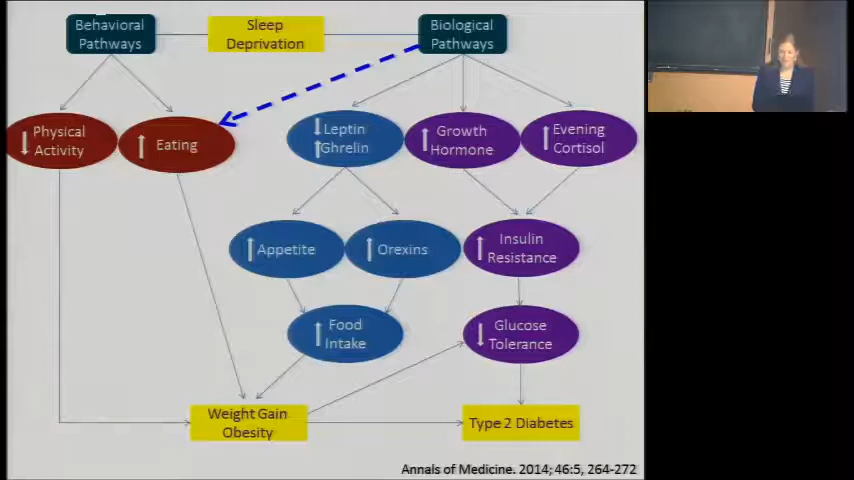 Behavioral
Pathways
Sleep
Deprivation
Biological
Pathways
Physical
Activity
Eating
Leptin
Ghrelin
Growth
Hormone
Evening
Cortisol
Appetite
Orexins
Insulin
Resistance
Food
Intake
Glucose
Tolerance
Weight Gain
Obesity
Type 2 Diabetes
Annals of Medicine. 2014; 46:5, 264-272